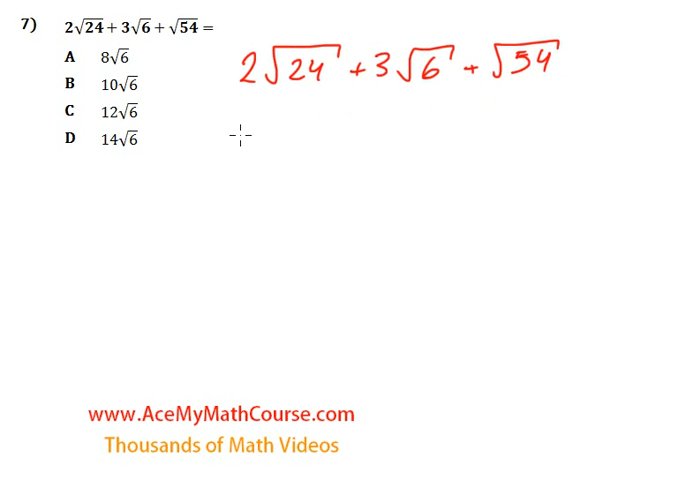 7) 2√24 + 3√6 + √54 =
2√24 + 3√6 + √54
A 8√6
B 10√6
C 12√6
D 14√6
www.AceMyMathCourse.com
Thousands of Math Videos